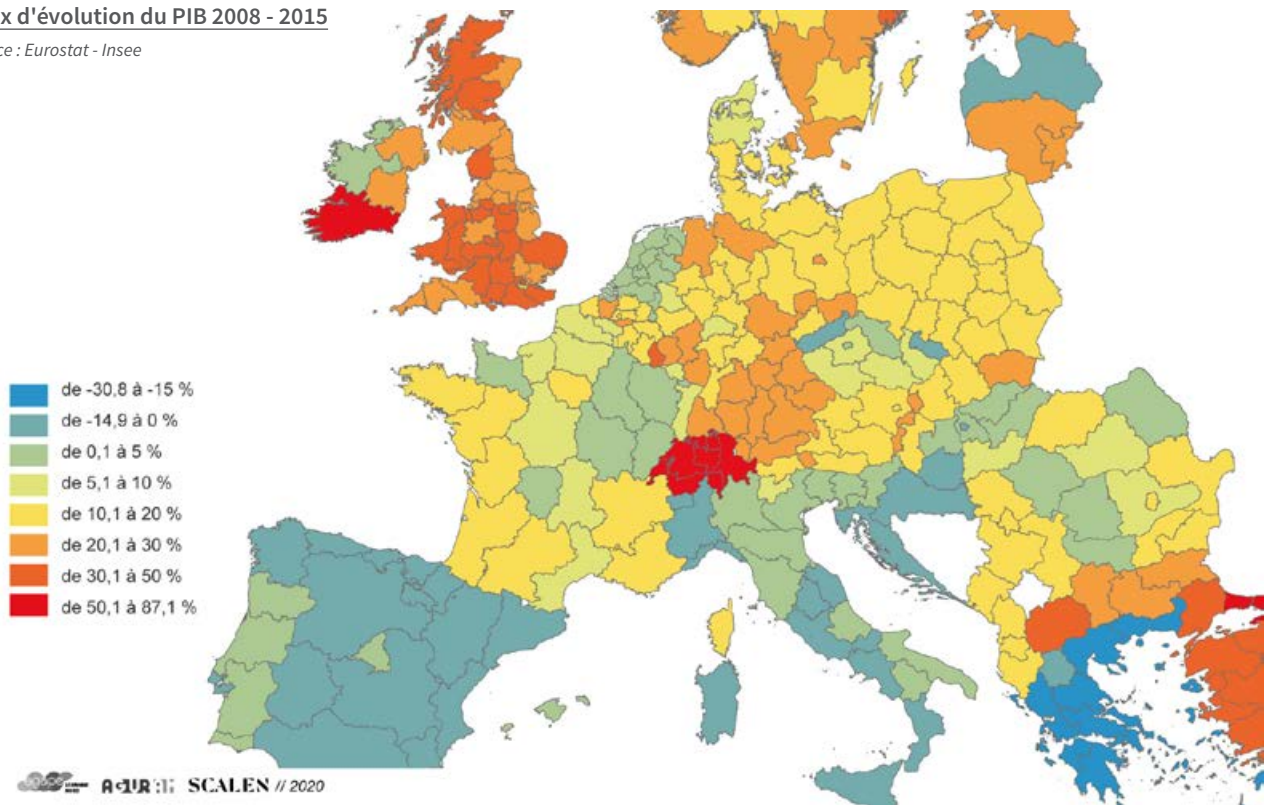 x d'évolution du PIB 2008 - 2015
ce : Eurostat - Insee
de -30,8 à -15 %
de -14,9 à 0 %
de 0,1 à 5 %
de 5,1 à 10 %
de 10,1 à 20 %
de 20,1 à 30 %
de 30,1 à 50 %
de 50,1 à 87,1 %
SCALEN // 2020